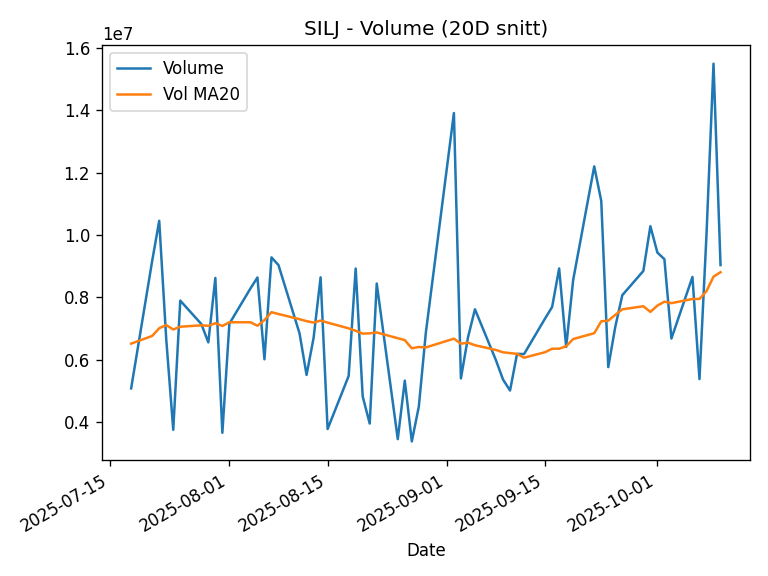 SILJ - Volume (20D snitt)
1e7
1.6
1.4
1.2
1.0
0.8
0.6
0.4
Volume
Vol MA20
2025-07-15
2025-08-01
2025-08-15
2025-09-01
2025-09-15
2025-10-01
Date